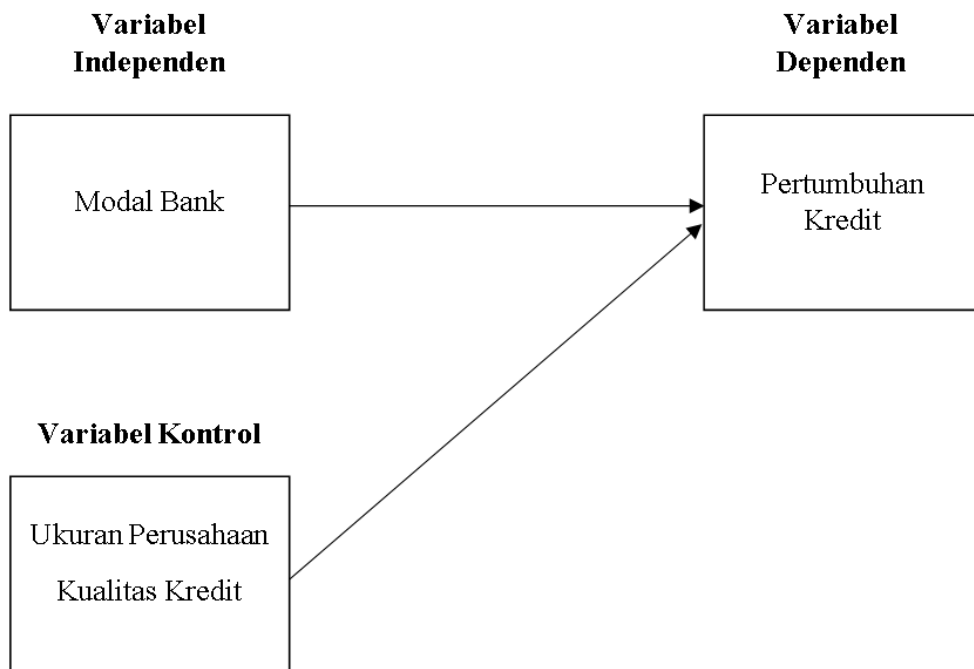 Variabel
Independen
Variabel
Dependen
Modal Bank
Pertumbuhan
Kredit
Variabel Kontrol
Ukuran Perusahaan
Kualitas Kredit